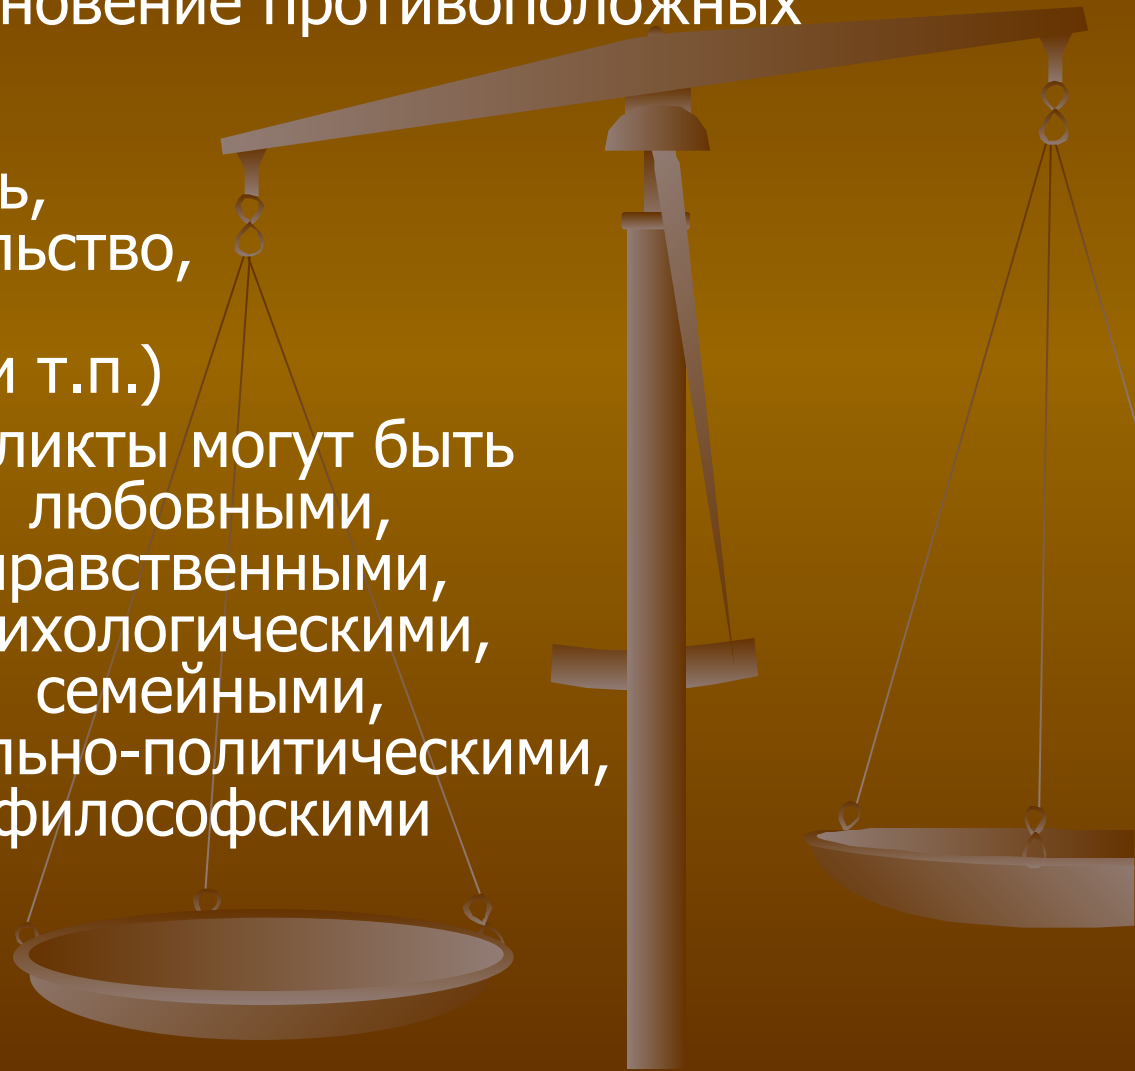 новение противоположных
ь,
льство,
и т.п.)
ликты могут быть
любовными,
нравственными,
ихологическими,
семейными,
льно-политическими,
философскими